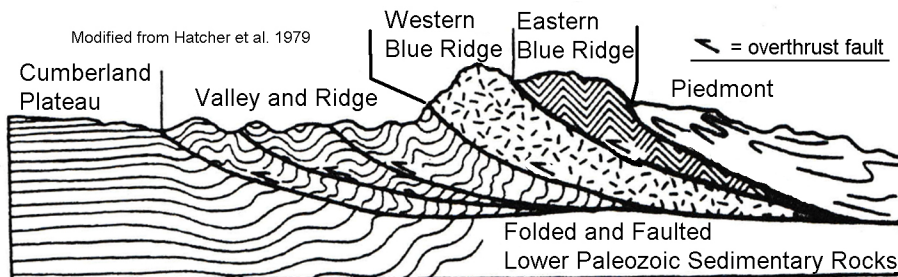 Modified from Hatcher et al. 1979
Western
Blue Ridge
Eastern
Blue Ridge
= overthrust fault
Cumberland
Plateau
Valley and Ridge
Piedmont
Folded and Faulted
Lower Paleozoic Sedimentary Rocks